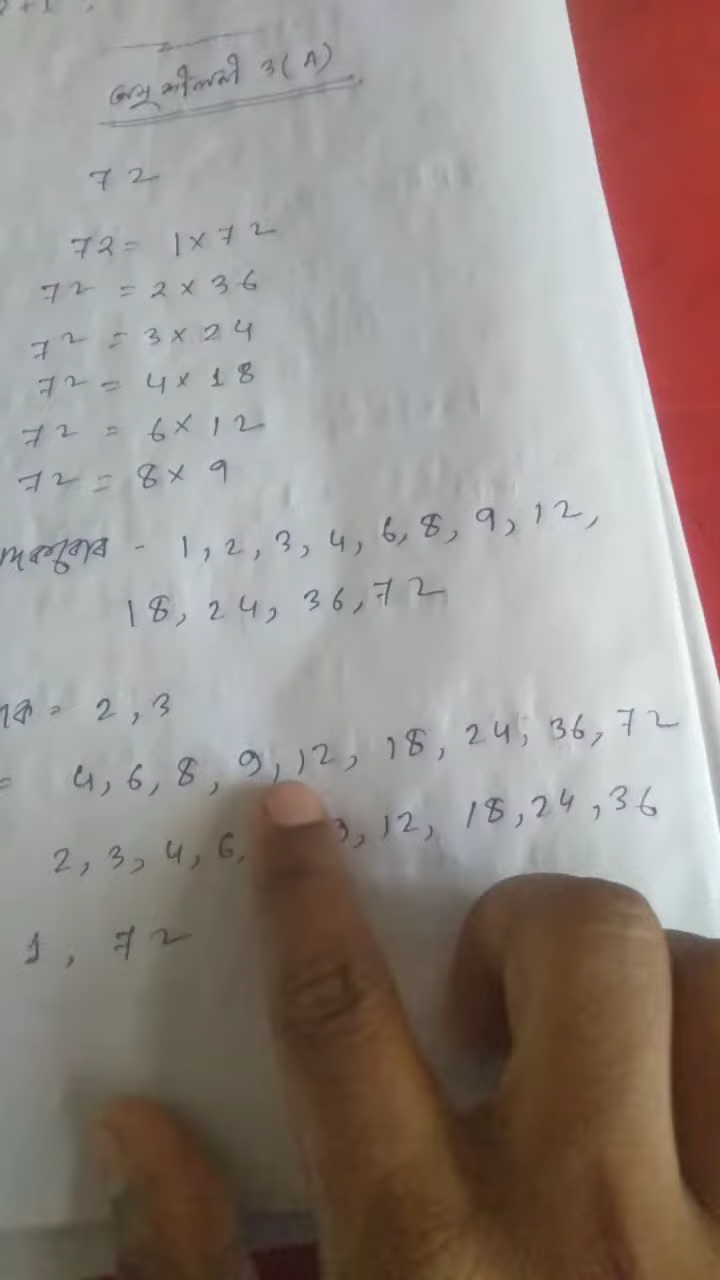 2+1
অনুশীলনী 3(A)
72
72 = 1×72
72 = 2×36
72 = 3×24
72 = 4×18
72 = 6×12
72 = 8×9
- 1, 2, 3, 4, 6, 8, 9, 12,
18, 24, 36, 72
ক = 2, 3
= 4, 6, 8, 9, 12, 18, 24, 36, 72
2, 3, 4, 6, 12, 18, 24, 36
1, 72